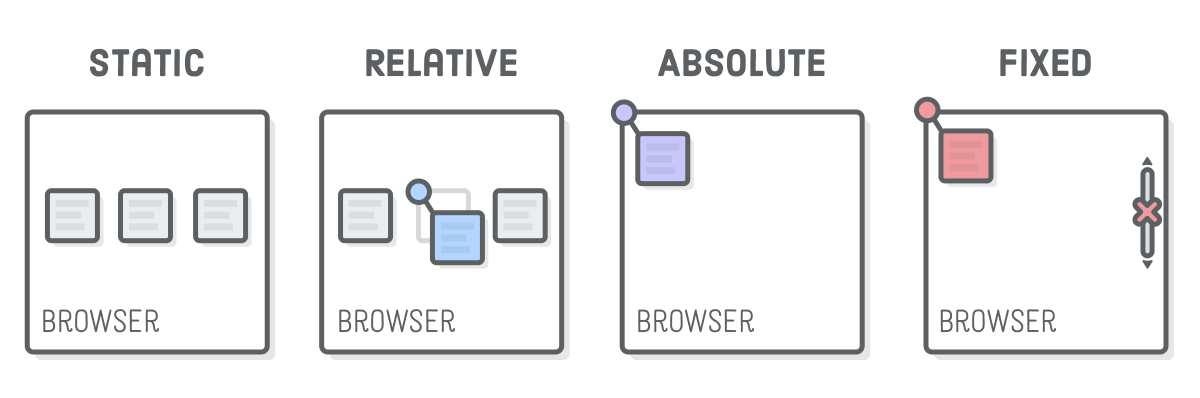 STATIC
RELATIVE
ABSOLUTE
FIXED
BROWSER
BROWSER
BROWSER
BROWSER